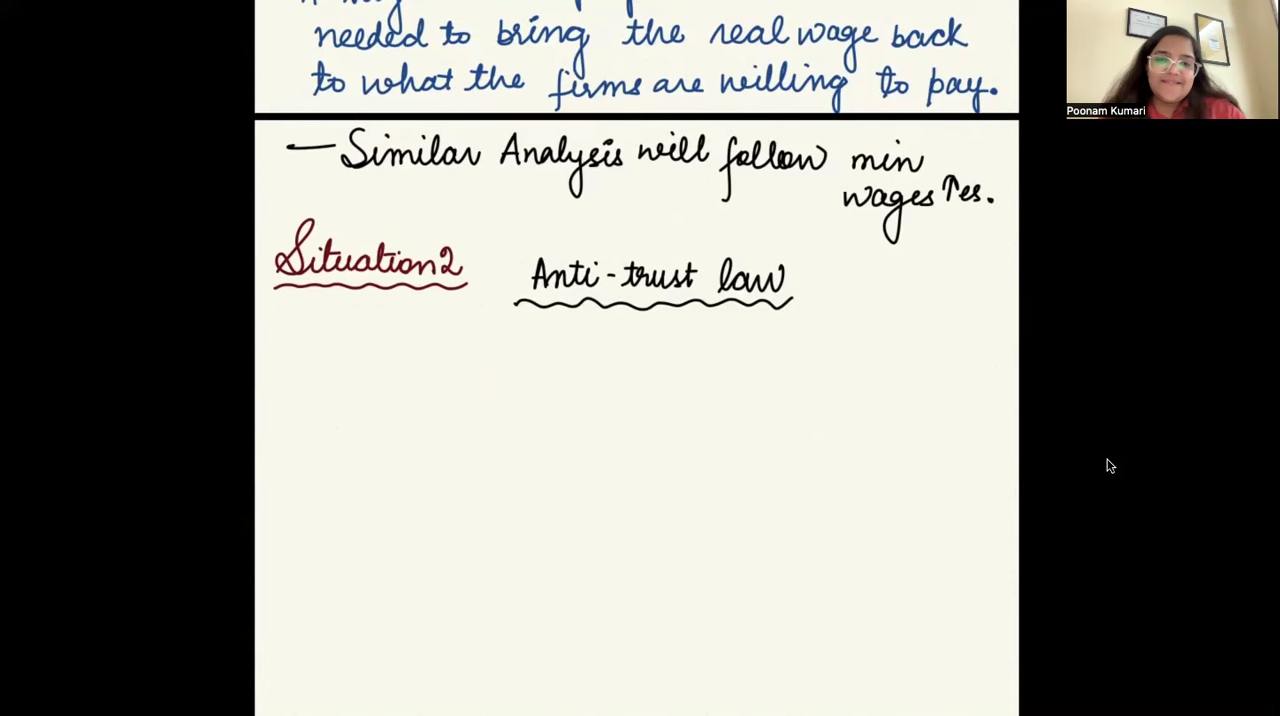 needed to bring the real wage back
to what the firms are willing to pay.
— Similar Analysis will follow min
wages ↑es.
Situation 2
Anti-trust law
Poonam Kumari